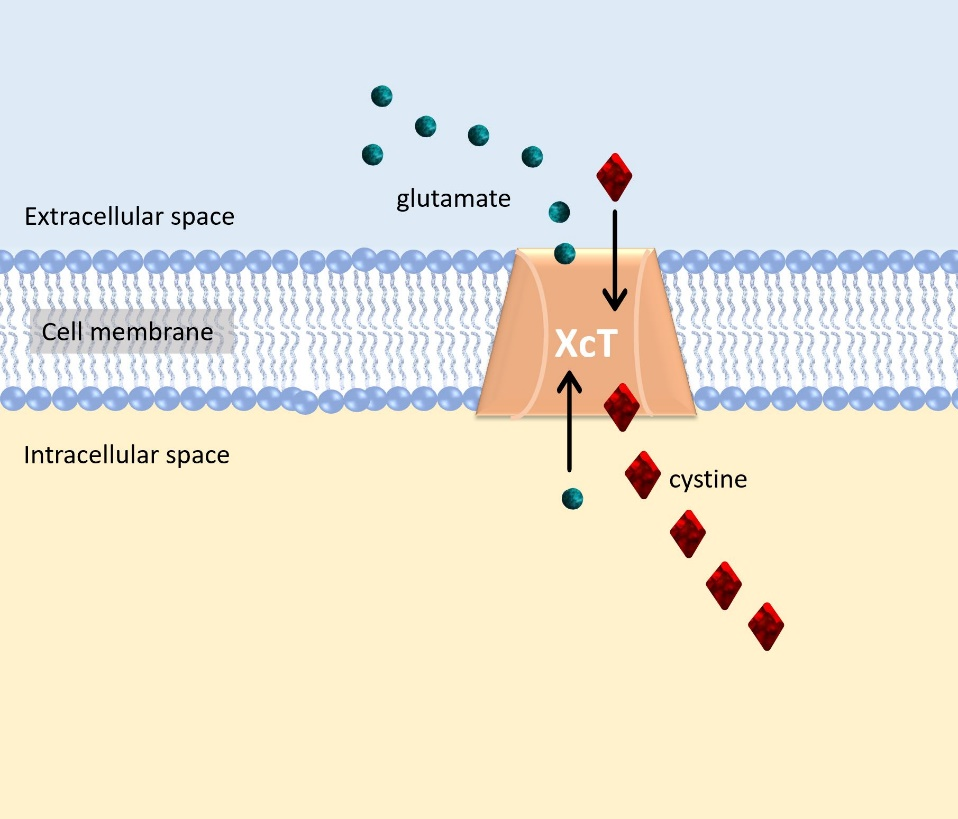 glutamate
Extracellular space
Cell membrane
XcT
Intracellular space
cystine